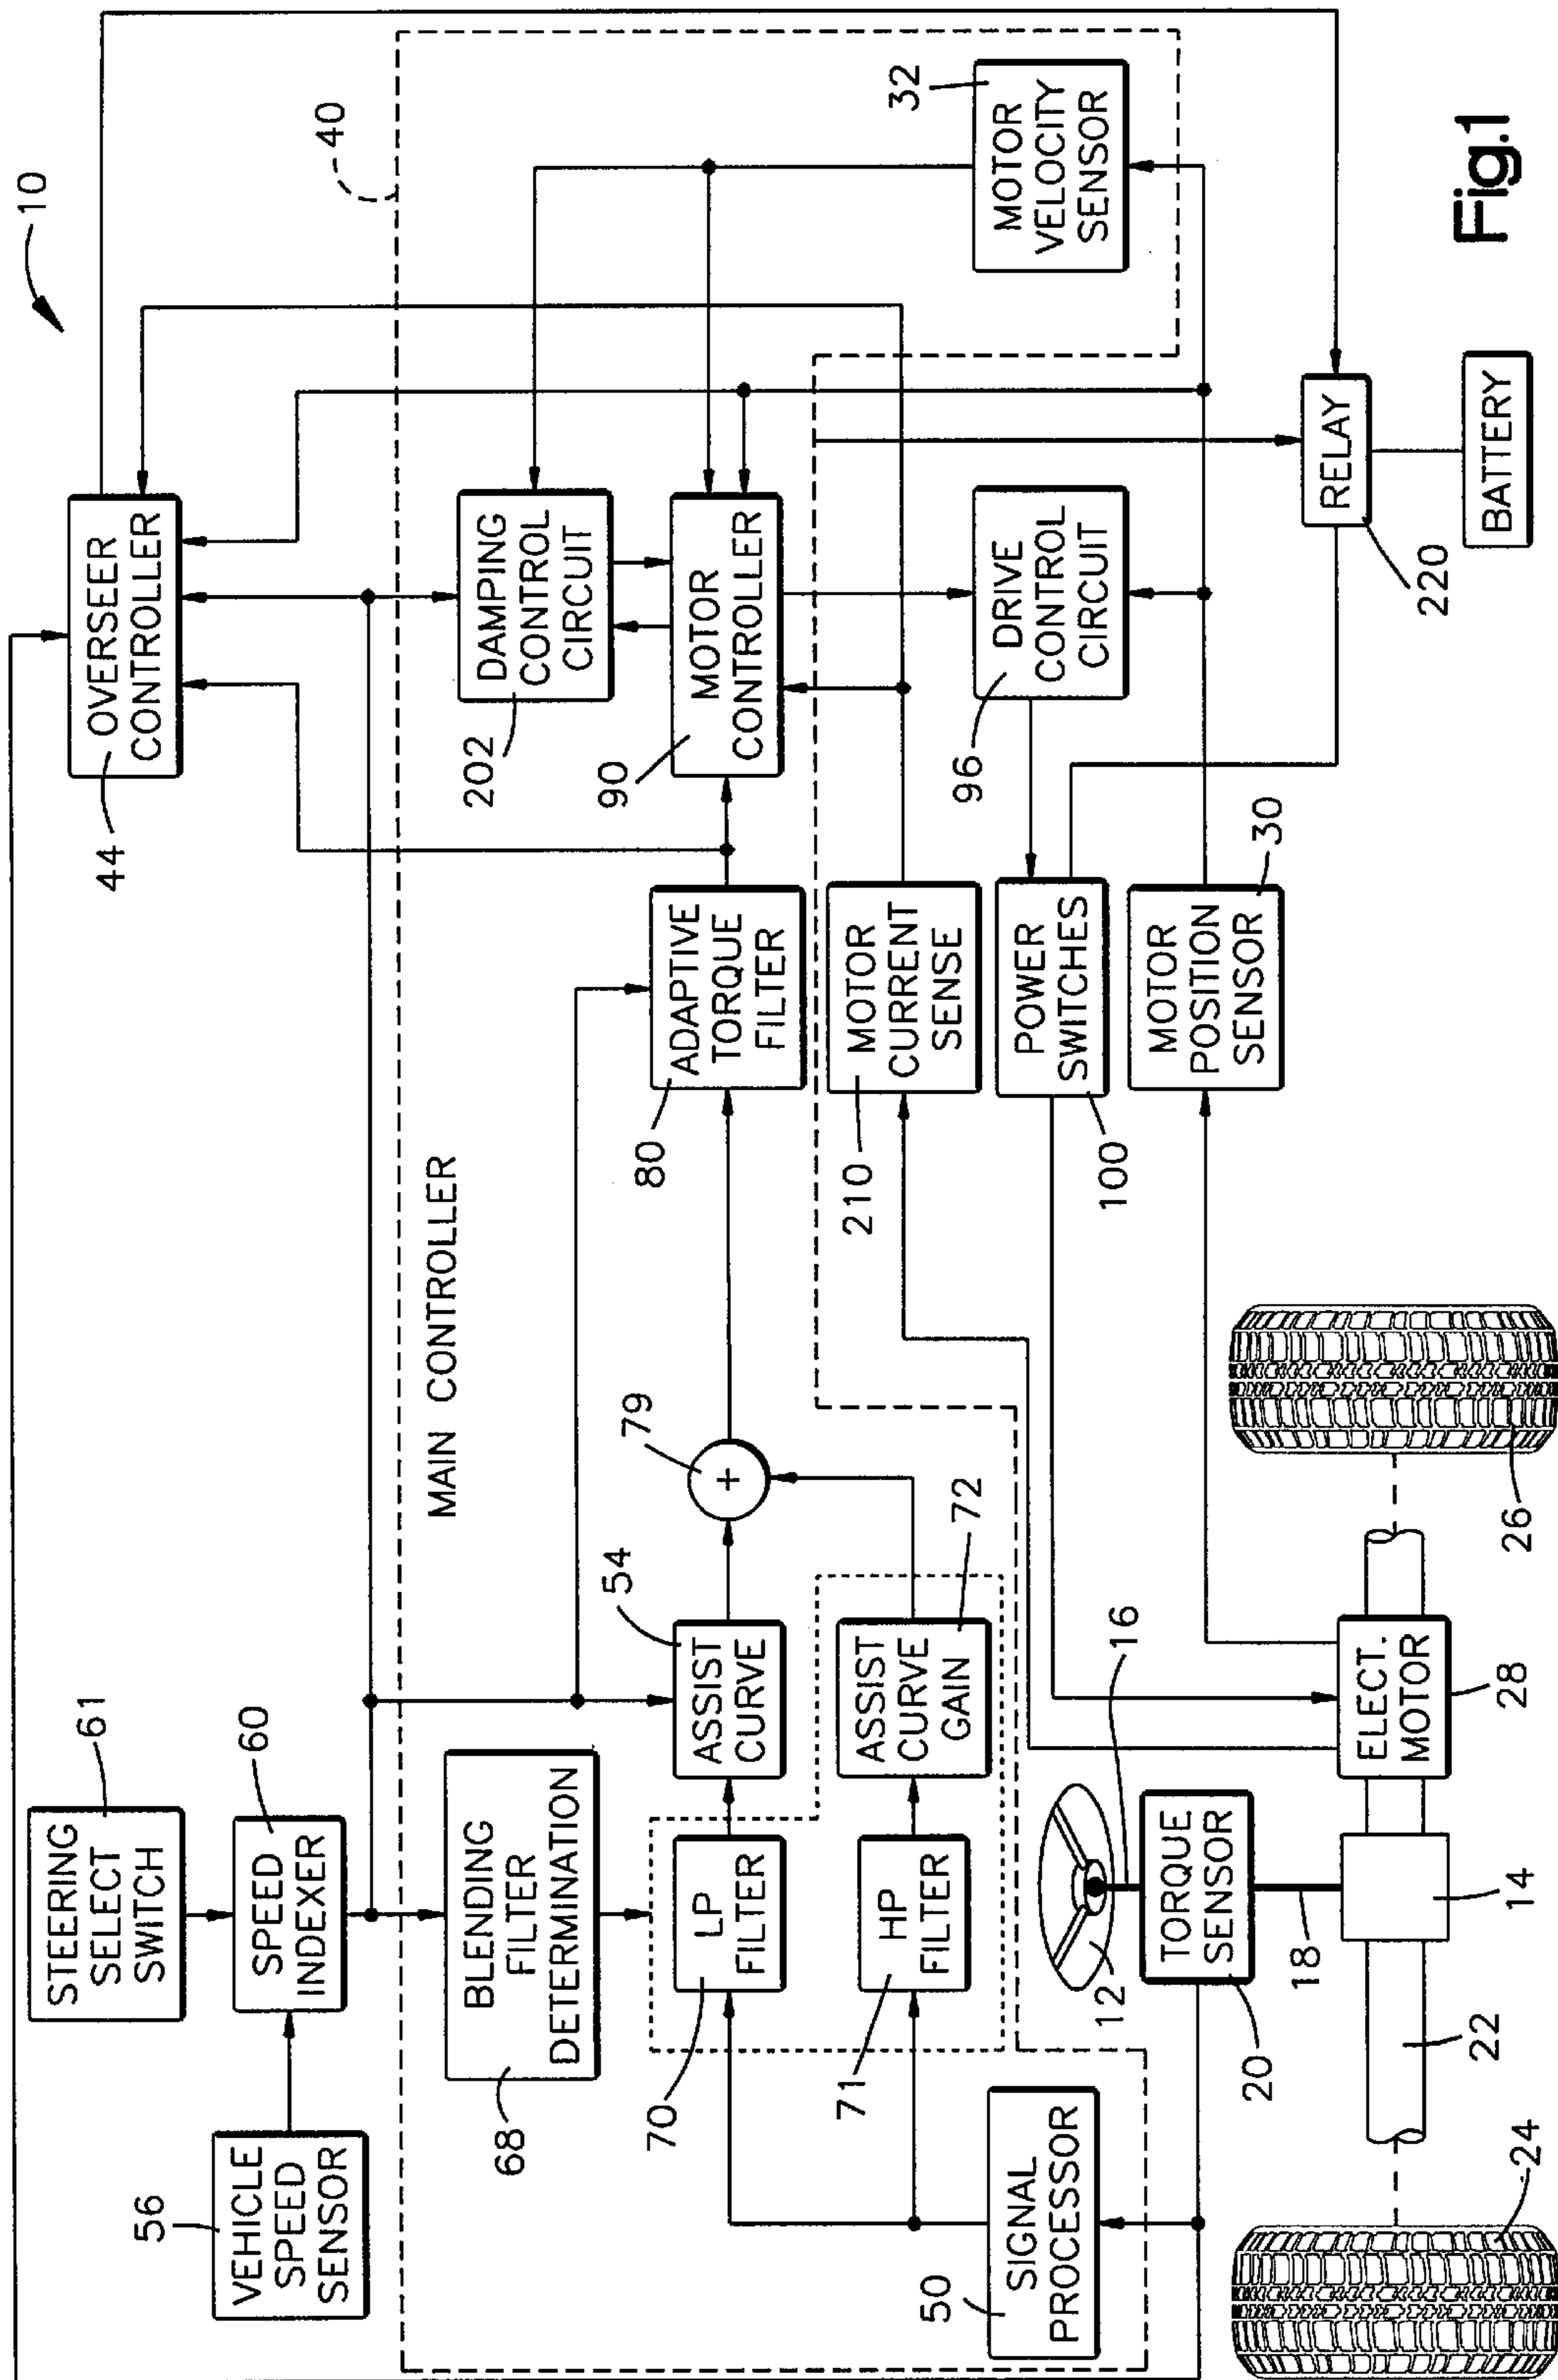 10
STEERING
SELECT
SWITCH
61
VEHICLE
SPEED
SENSOR
56
SPEED
INDEXER
60
OVERSEER
CONTROLLER
44
MAIN CONTROLLER
40
BLENDING
FILTER
DETERMINATION
68
DAMPING
CONTROL
CIRCUIT
202
LP
FILTER
70
ASSIST
CURVE
54
79
+
ADAPTIVE
TORQUE
FILTER
80
MOTOR
CONTROLLER
90
HP
FILTER
71
ASSIST
CURVE
GAIN
72
MOTOR
CURRENT
SENSE
210
MOTOR
VELOCITY
SENSOR
32
SIGNAL
PROCESSOR
50
12
16
POWER
SWITCHES
100
DRIVE
CONTROL
CIRCUIT
96
TORQUE
SENSOR
20
18
MOTOR
POSITION
SENSOR
30
RELAY
220
BATTERY
ELECT.
MOTOR
28
14
22
24
26
Fig.1